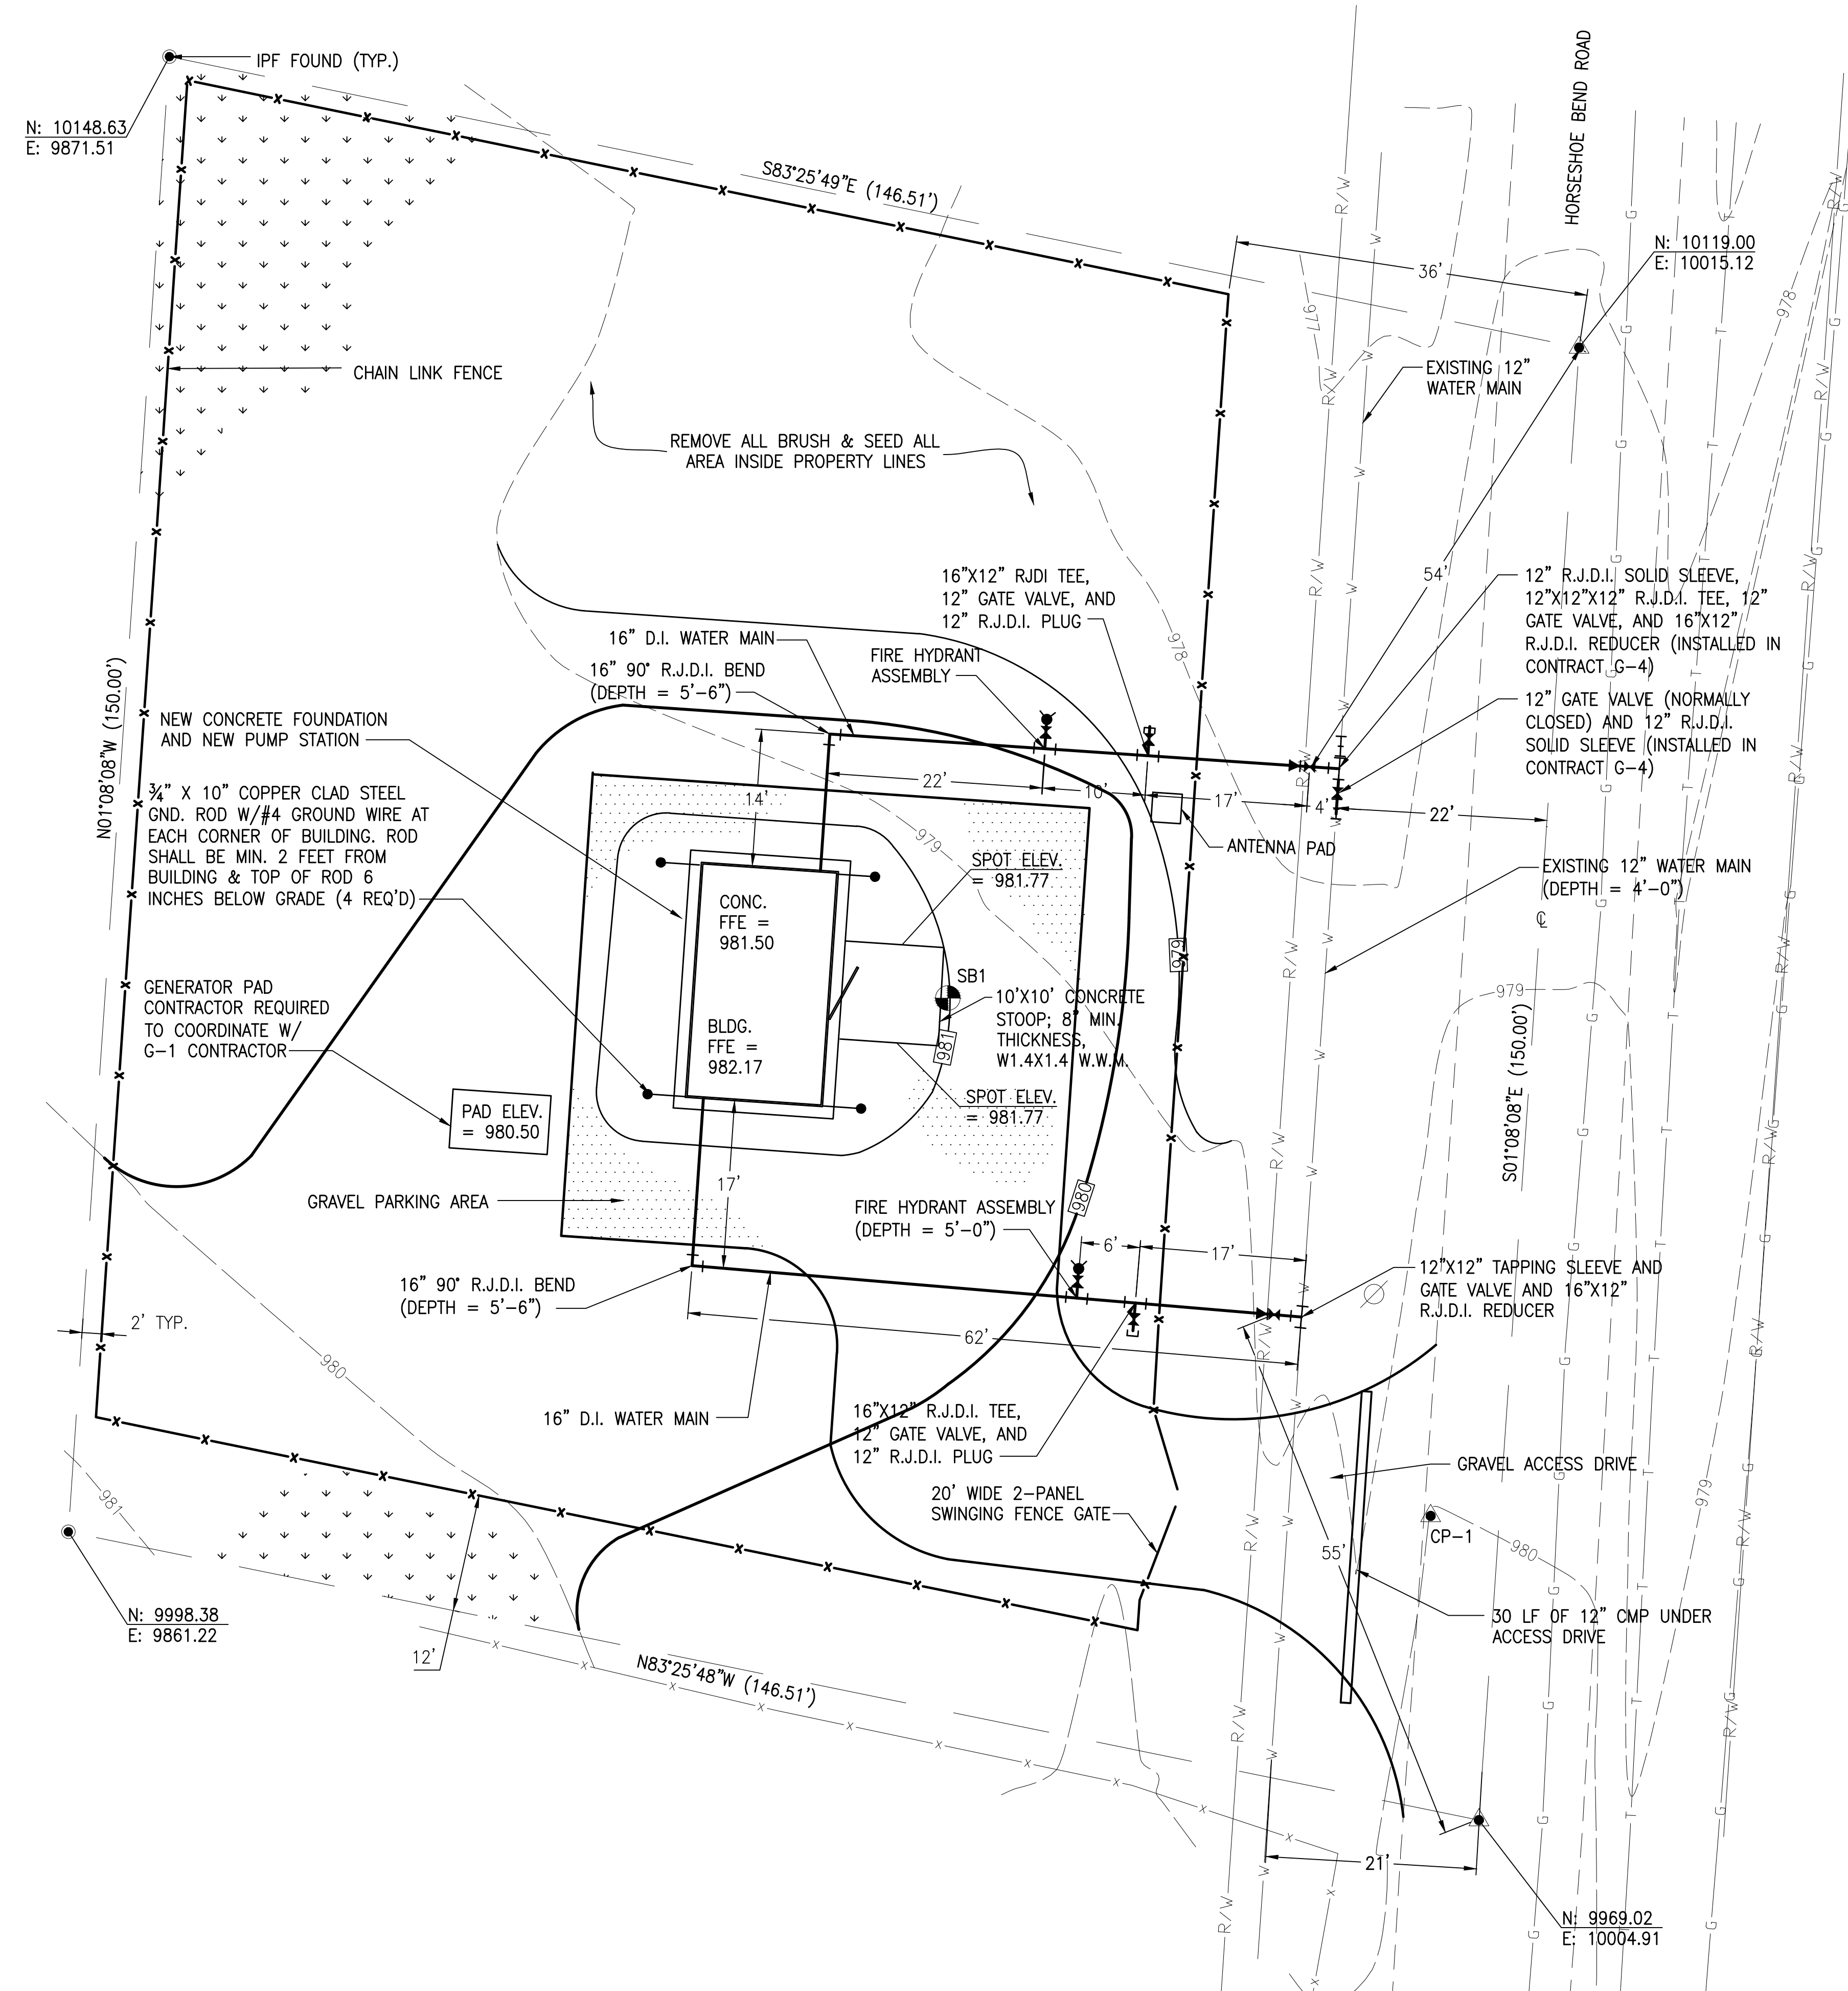 IPF FOUND (TYP.)
N: 10148.63
E: 9871.51
S83°25'49"E (146.51')
HORSESHOE BEND ROAD
N: 10119.00
E: 10015.12
36'
977
978
CHAIN LINK FENCE
EXISTING 12"
WATER MAIN
REMOVE ALL BRUSH & SEED ALL
AREA INSIDE PROPERTY LINES
54'
16"X12" RJDI TEE,
12" GATE VALVE, AND
12" R.J.D.I. PLUG
12" R.J.D.I. SOLID SLEEVE,
12"X12"X12" R.J.D.I. TEE, 12"
GATE VALVE, AND 16"X12"
R.J.D.I. REDUCER (INSTALLED IN
CONTRACT G-4)
978
16" D.I. WATER MAIN
FIRE HYDRANT
ASSEMBLY
16" 90° R.J.D.I. BEND
(DEPTH = 5'-6")
12" GATE VALVE (NORMALLY
CLOSED) AND 12" R.J.D.I.
SOLID SLEEVE (INSTALLED IN
CONTRACT G-4)
N01°08'08"W (150.00')
NEW CONCRETE FOUNDATION
AND NEW PUMP STATION
¾" X 10" COPPER CLAD STEEL
GND. ROD W/#4 GROUND WIRE AT
EACH CORNER OF BUILDING. ROD
SHALL BE MIN. 2 FEET FROM
BUILDING & TOP OF ROD 6
INCHES BELOW GRADE (4 REQ'D)
22'
10'
17'
4'
22'
14'
979
ANTENNA PAD
SPOT ELEV.
= 981.77
EXISTING 12" WATER MAIN
(DEPTH = 4'-0")
℄
CONC.
FFE =
981.50
979
GENERATOR PAD
CONTRACTOR REQUIRED
TO COORDINATE W/
G-1 CONTRACTOR
SB1
10'X10' CONCRETE
STOOP; 8" MIN.
THICKNESS,
W1.4X1.4 W.W.M.
979
BLDG.
FFE =
982.17
981
S01°08'08"E (150.00')
PAD ELEV.
= 980.50
SPOT ELEV.
= 981.77
17'
GRAVEL PARKING AREA
980
FIRE HYDRANT ASSEMBLY
(DEPTH = 5'-0")
6'
17'
12"X12" TAPPING SLEEVE AND
GATE VALVE AND 16"X12"
R.J.D.I. REDUCER
16" 90° R.J.D.I. BEND
(DEPTH = 5'-6")
2' TYP.
62'
980
16" D.I. WATER MAIN
16"X12" R.J.D.I. TEE,
12" GATE VALVE, AND
12" R.J.D.I. PLUG
GRAVEL ACCESS DRIVE
979
981
20' WIDE 2-PANEL
SWINGING FENCE GATE
CP-1
980
55'
N: 9998.38
E: 9861.22
30 LF OF 12" CMP UNDER
ACCESS DRIVE
12'
N83°25'48"W (146.51')
21'
N: 9969.02
E: 10004.91
R/W
W
G
T